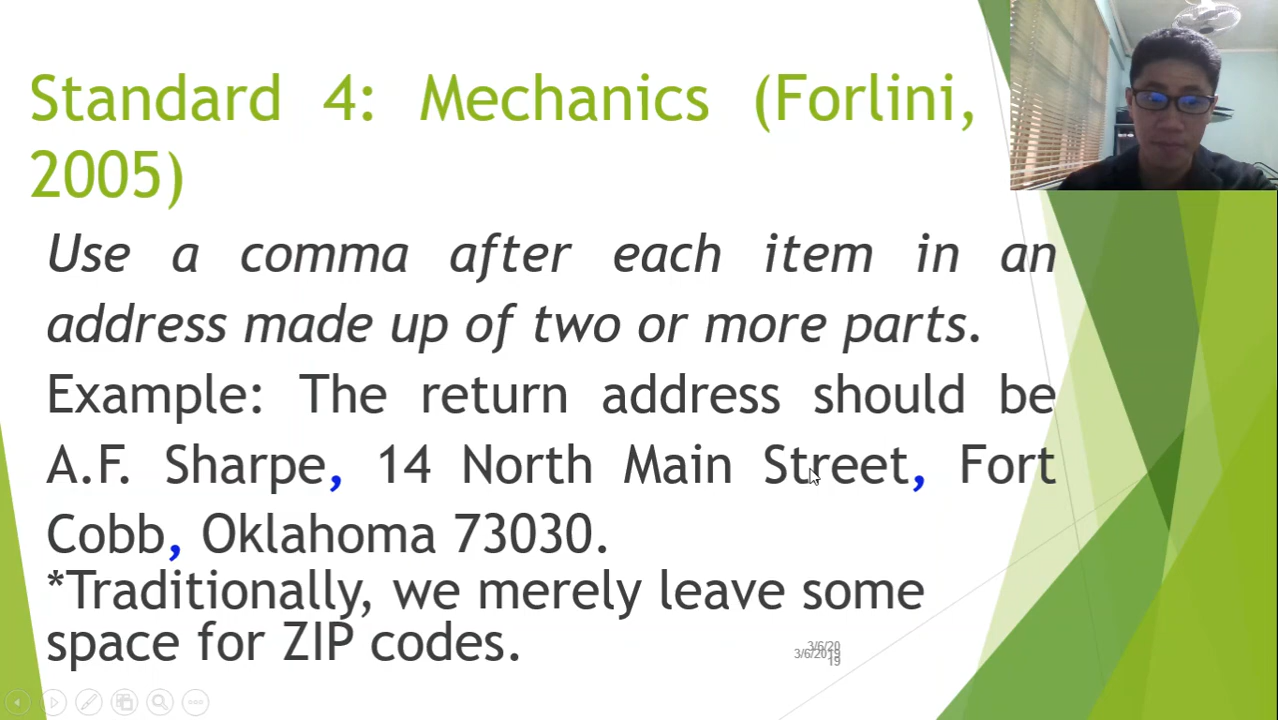 Standard 4: Mechanics (Forlini,
2005)
Use a comma after each item in an
address made up of two or more parts.
Example: The return address should be
A.F. Sharpe, 14 North Main Street, Fort
Cobb, Oklahoma 73030.
*Traditionally, we merely leave some
space for ZIP codes.
3/6/20
3/6/2019
19